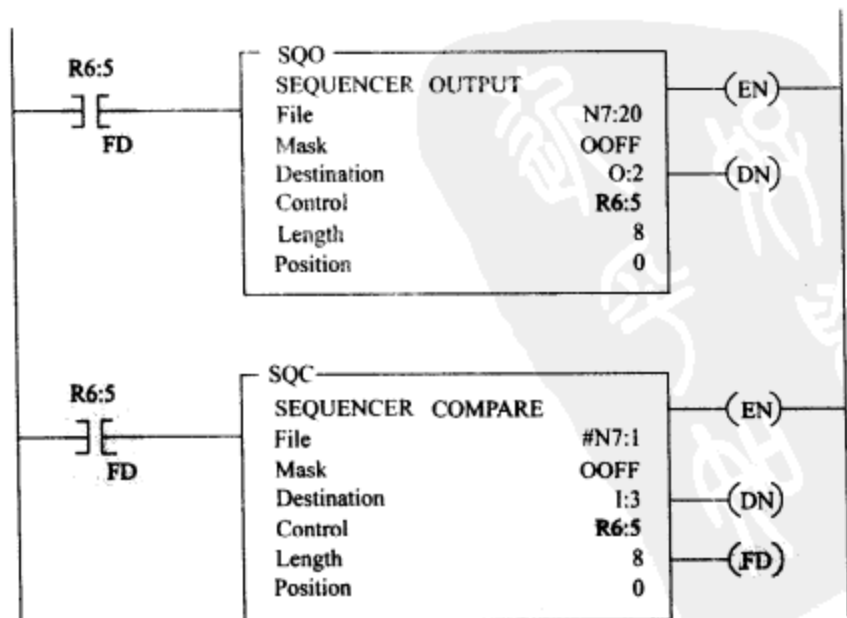 SQO
R6:5
SEQUENCER OUTPUT
(EN)
File N7:20
FD
Mask OOFF
Destination O:2
(DN)
Control R6:5
Length 8
Position 0
SQC
R6:5
SEQUENCER COMPARE
(EN)
File #N7:1
FD
Mask OOFF
Destination I:3
(DN)
Control R6:5
Length 8
(FD)
Position 0